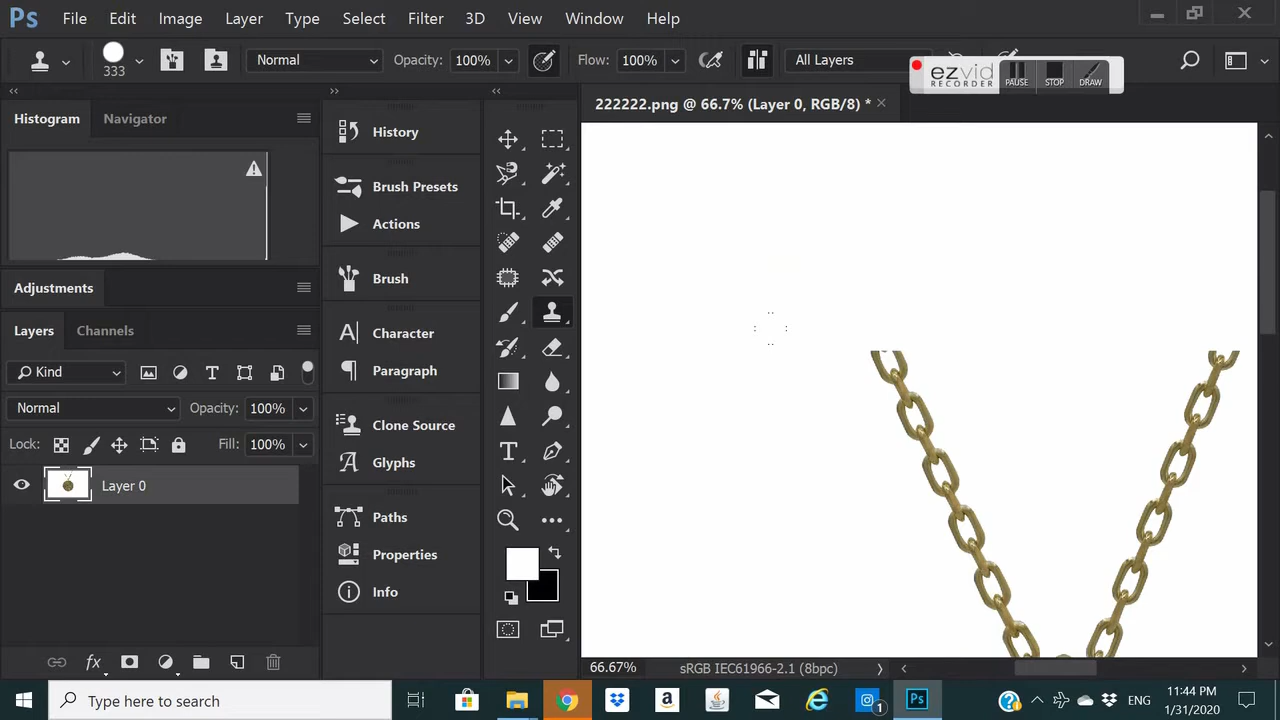 Ps File Edit Image Layer Type Select Filter 3D View Window Help
333 Normal Opacity: 100% Flow: 100% All Layers
ezvid
RECORDER
PAUSE STOP DRAW
222222.png @ 66.7% (Layer 0, RGB/8) *
Histogram Navigator
Adjustments
Layers Channels
Kind
Normal Opacity: 100%
Lock: Fill: 100%
Layer 0
fx
History
Brush Presets
Actions
Brush
Character
Paragraph
Clone Source
Glyphs
Paths
Properties
Info
66.67% sRGB IEC61966-2.1 (8bpc)
Type here to search
1
Ps
ENG
11:44 PM
1/31/2020